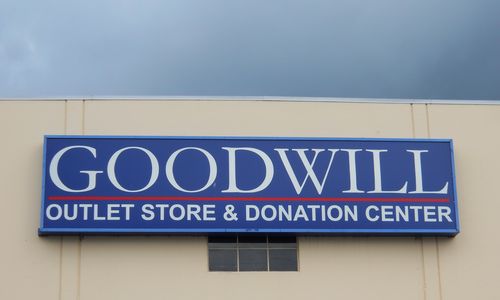 GOODWILL
OUTLET STORE & DONATION CENTER